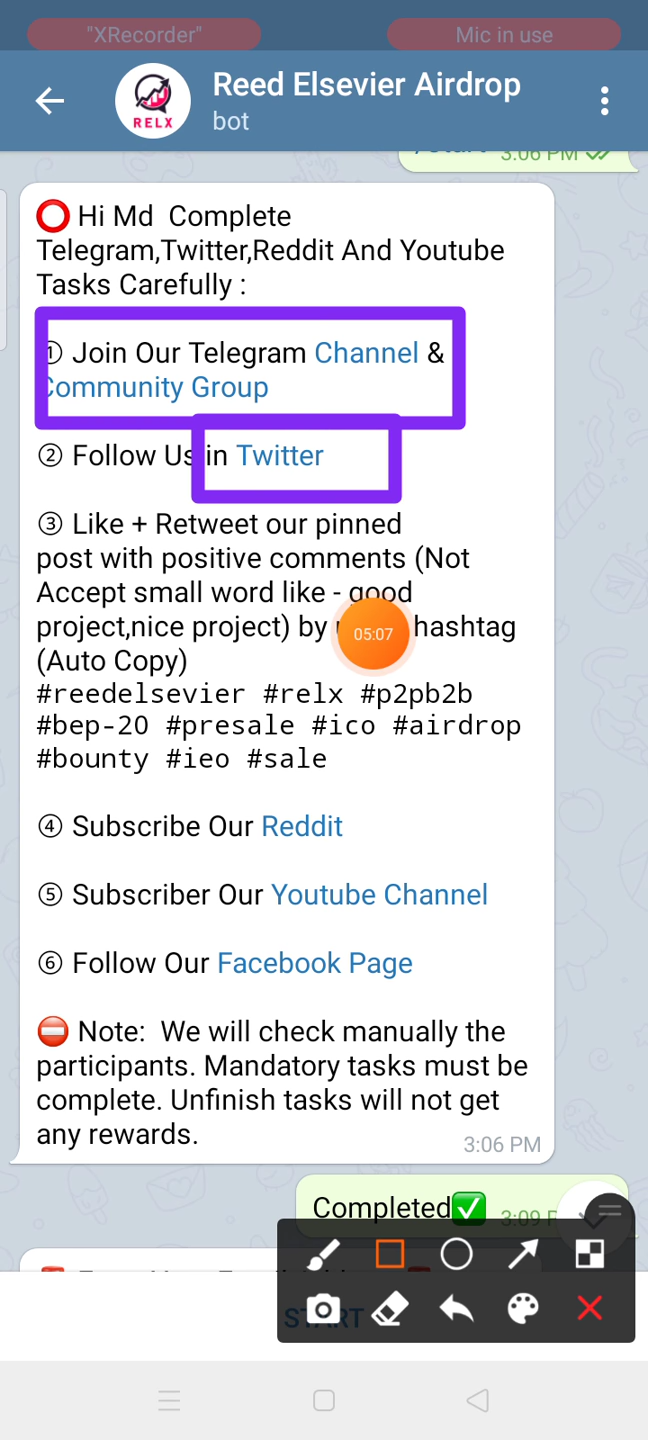 "XRecorder"
Mic in use
Reed Elsevier Airdrop
RELX
bot
3:06 PM
⭕ Hi Md Complete
Telegram,Twitter,Reddit And Youtube
Tasks Carefully :
① Join Our Telegram Channel &
Community Group
② Follow Us in Twitter
③ Like + Retweet our pinned
post with positive comments (Not
Accept small word like - good
project,nice project) by hashtag
05:07
(Auto Copy)
#reedelsevier #relx #p2pb2b
#bep-20 #presale #ico #airdrop
#bounty #ieo #sale
④ Subscribe Our Reddit
⑤ Subscriber Our Youtube Channel
⑥ Follow Our Facebook Page
⛔ Note: We will check manually the
participants. Mandatory tasks must be
complete. Unfinish tasks will not get
any rewards.
3:06 PM
Completed✅
3:09 P
START